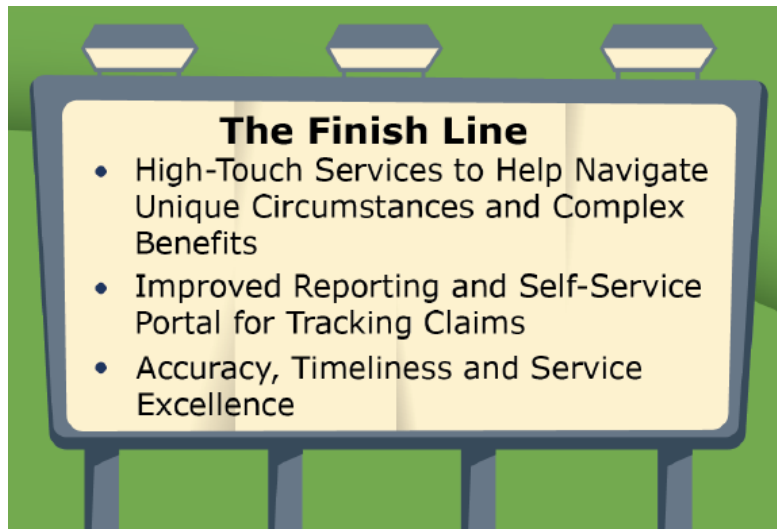 The Finish Line
• High-Touch Services to Help Navigate
Unique Circumstances and Complex
Benefits
• Improved Reporting and Self-Service
Portal for Tracking Claims
• Accuracy, Timeliness and Service
Excellence